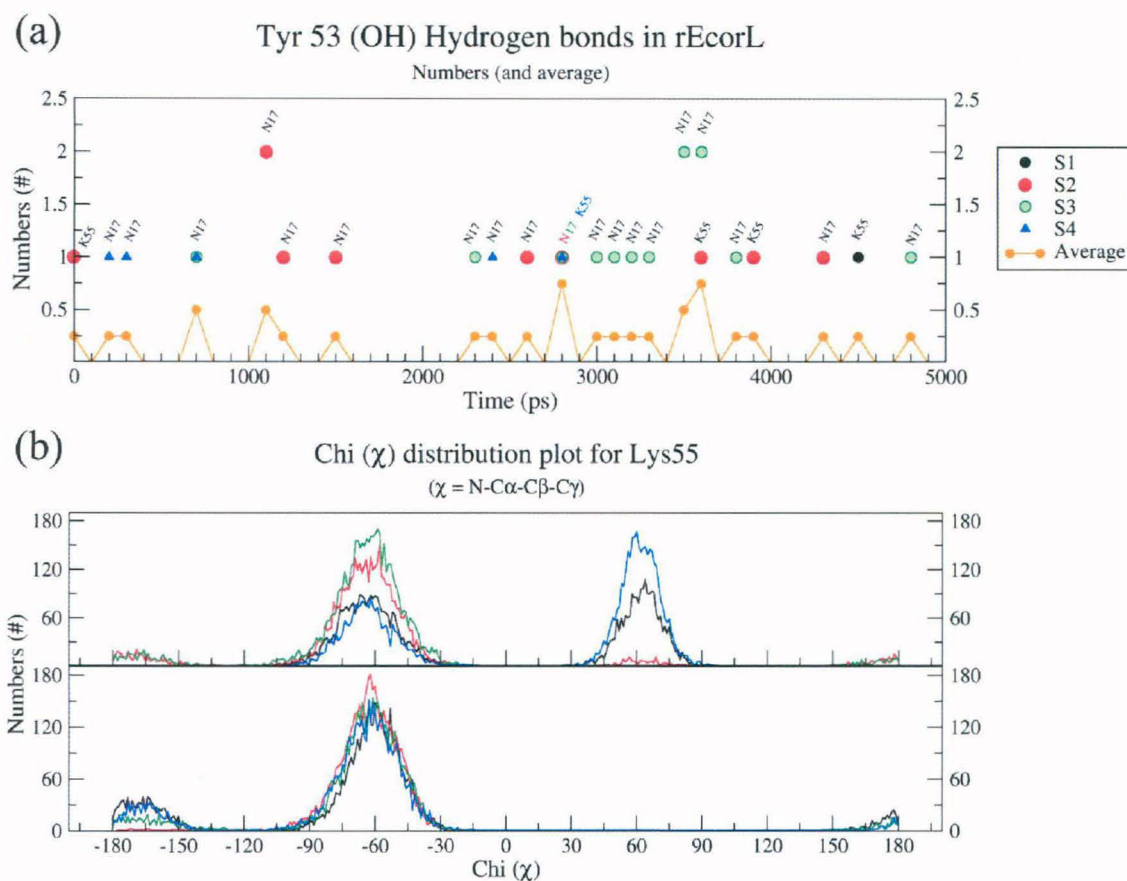 (a)
Tyr 53 (OH) Hydrogen bonds in rEcorL
Numbers (and average)
2.5 2.5
N17 N17 N17
2 2
1.5 1.5
K55 N17 N17 N17 N17 N17 N17 N17 N17 N17 K55 N17 N17 N17 N17 K55 N17 K55 N17 K55 N17
1 1
0.5 0.5
0 1000 2000 3000 4000 5000
Numbers (#)
Time (ps)
S1
S2
S3
S4
Average
(b)
Chi (χ) distribution plot for Lys55
(χ = N-Cα-Cβ-Cγ)
180 180
120 120
60 60
180 180
120 120
60 60
0 0
-180 -150 -120 -90 -60 -30 0 30 60 90 120 150 180
Numbers (#)
Chi (χ)